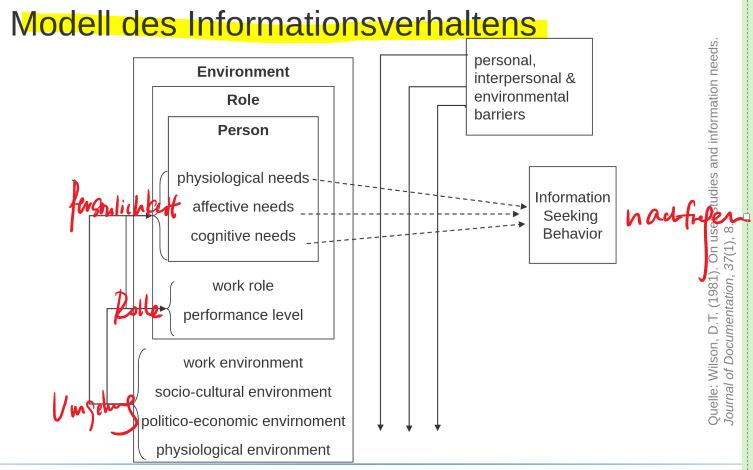 Modell des Informationsverhaltens
Environment
Role
Person
physiological needs
affective needs
cognitive needs
work role
performance level
work environment
socio-cultural environment
politico-economic envirnoment
physiological environment
personal,
interpersonal &
environmental
barriers
Information
Seeking
Behavior
Persönlichkeit
Rolle
Umgebung
Quelle: Wilson, D.T. (1981). On user studies and information needs.
Journal of Documentation, 37(1), 8